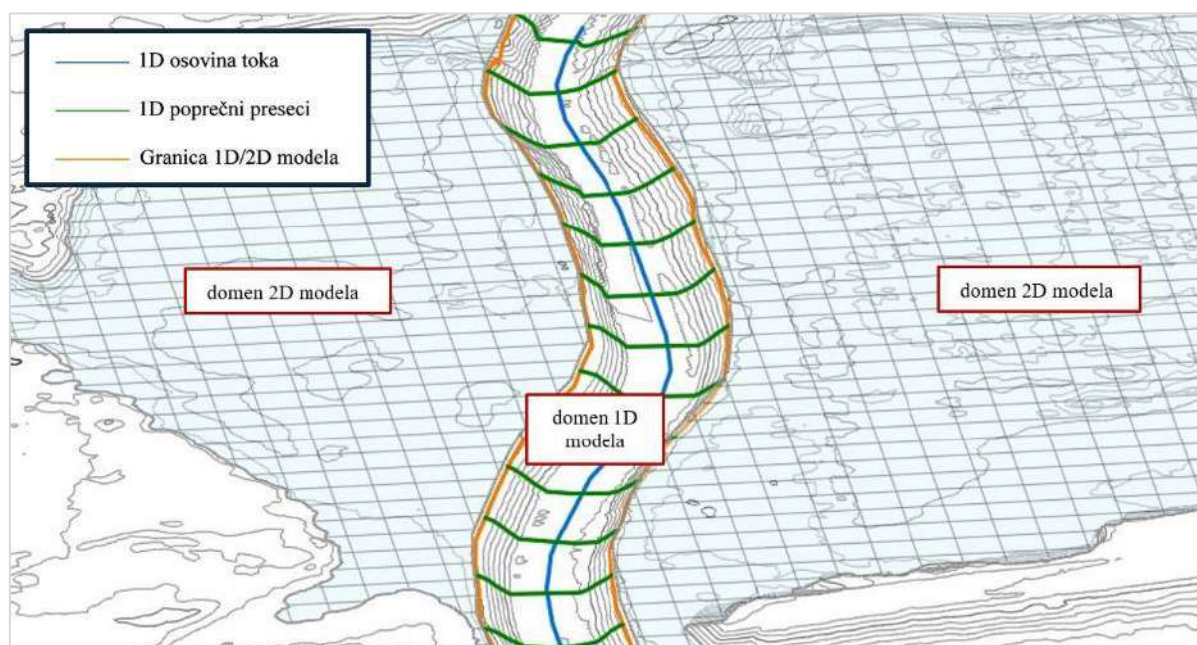 1D osovina toka
1D poprečni preseci
Granica 1D/2D modela
domen 2D modela
domen 2D modela
domen 1D
modela